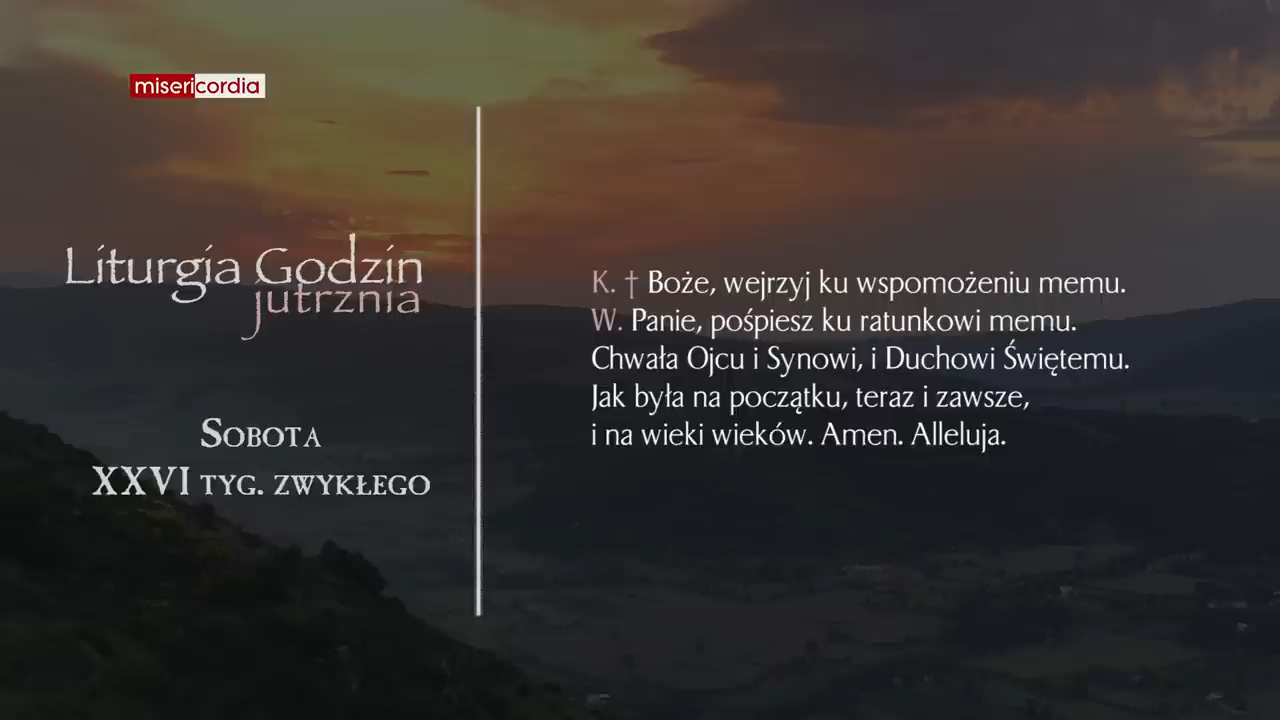 misericordia
Liturgia Godzin
jutrznia
Sobota
XXVI tyg. zwykłego
K. † Boże, wejrzyj ku wspomożeniu memu.
W. Panie, pośpiesz ku ratunkowi memu.
Chwała Ojcu i Synowi, i Duchowi Świętemu.
Jak była na początku, teraz i zawsze,
i na wieki wieków. Amen. Alleluja.